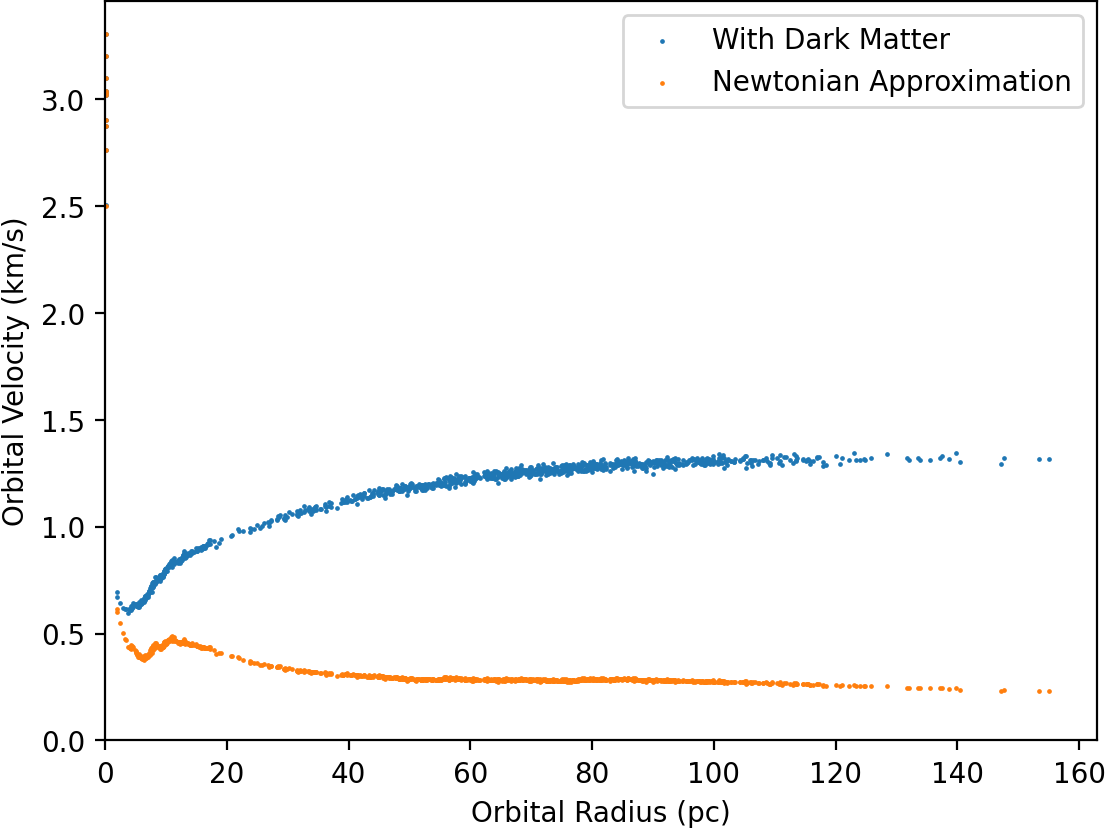 With Dark Matter
Newtonian Approximation
3.0
2.5
2.0
1.5
1.0
0.5
0.0
Orbital Velocity (km/s)
0 20 40 60 80 100 120 140 160
Orbital Radius (pc)